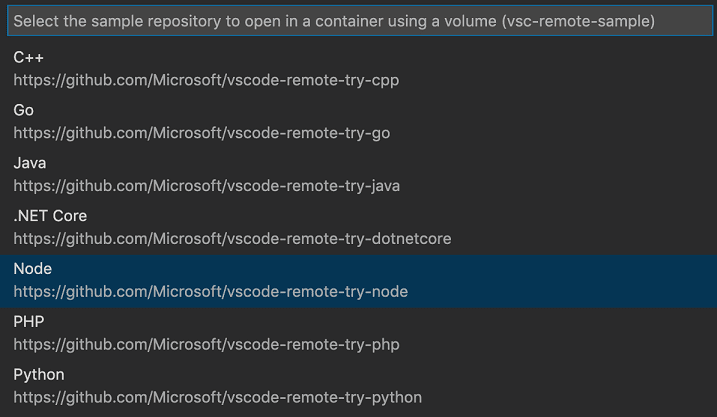 Select the sample repository to open in a container using a volume (vsc-remote-sample)
C++
https://github.com/Microsoft/vscode-remote-try-cpp
Go
https://github.com/Microsoft/vscode-remote-try-go
Java
https://github.com/Microsoft/vscode-remote-try-java
.NET Core
https://github.com/Microsoft/vscode-remote-try-dotnetcore
Node
https://github.com/Microsoft/vscode-remote-try-node
PHP
https://github.com/Microsoft/vscode-remote-try-php
Python
https://github.com/Microsoft/vscode-remote-try-python